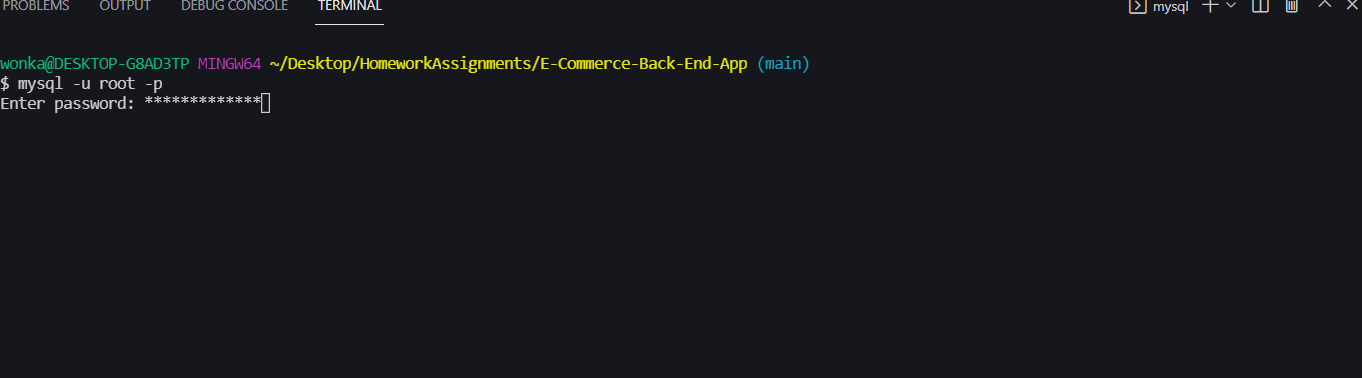 PROBLEMS OUTPUT DEBUG CONSOLE TERMINAL mysql
wonka@DESKTOP-G8AD3TP MINGW64 ~/Desktop/HomeworkAssignments/E-Commerce-Back-End-App (main)
$ mysql -u root -p
Enter password: *************